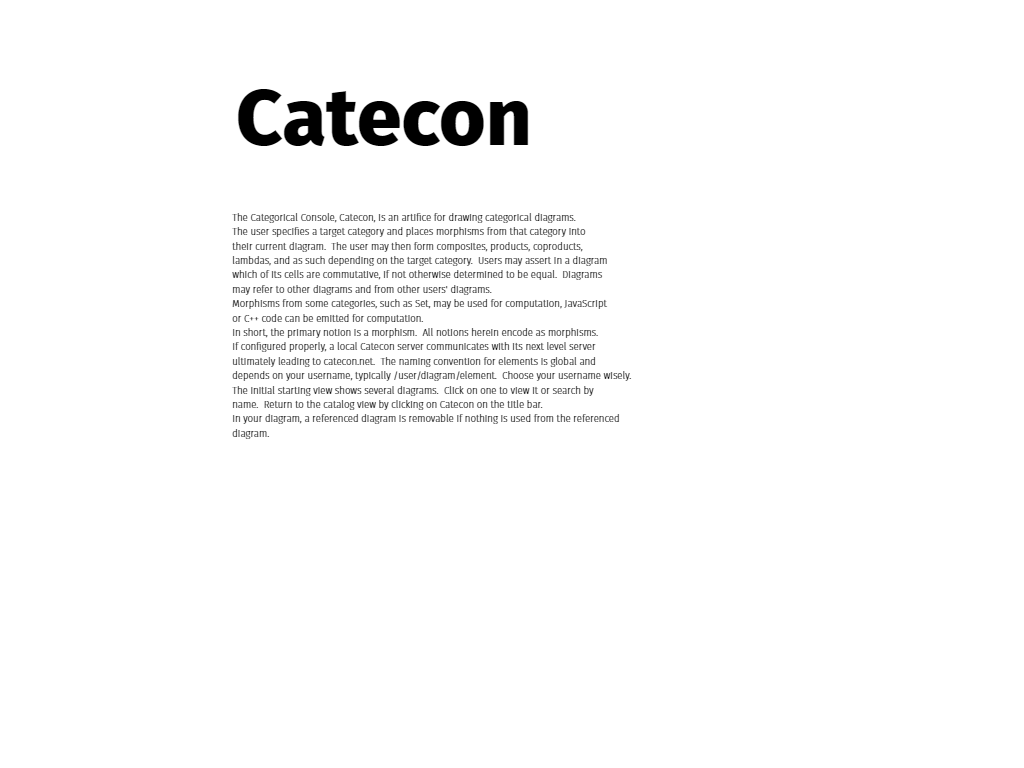 Catecon
The Categorical Console, Catecon, is an artifice for drawing categorical diagrams.
The user specifies a target category and places morphisms from that category into
their current diagram.  The user may then form composites, products, coproducts,
lambdas, and as such depending on the target category.  Users may assert in a diagram
which of its cells are commutative, if not otherwise determined to be equal.  Diagrams
may refer to other diagrams and from other users' diagrams.
Morphisms from some categories, such as Set, may be used for computation, JavaScript
or C++ code can be emitted for computation.
In short, the primary notion is a morphism.  All notions herein encode as morphisms.
If configured properly, a local Catecon server communicates with its next level server
ultimately leading to catecon.net.  The naming convention for elements is global and
depends on your username, typically /user/diagram/element.  Choose your username wisely.
The initial starting view shows several diagrams.  Click on one to view it or search by
name.  Return to the catalog view by clicking on Catecon on the title bar.
In your diagram, a referenced diagram is removable if nothing is used from the referenced
diagram.